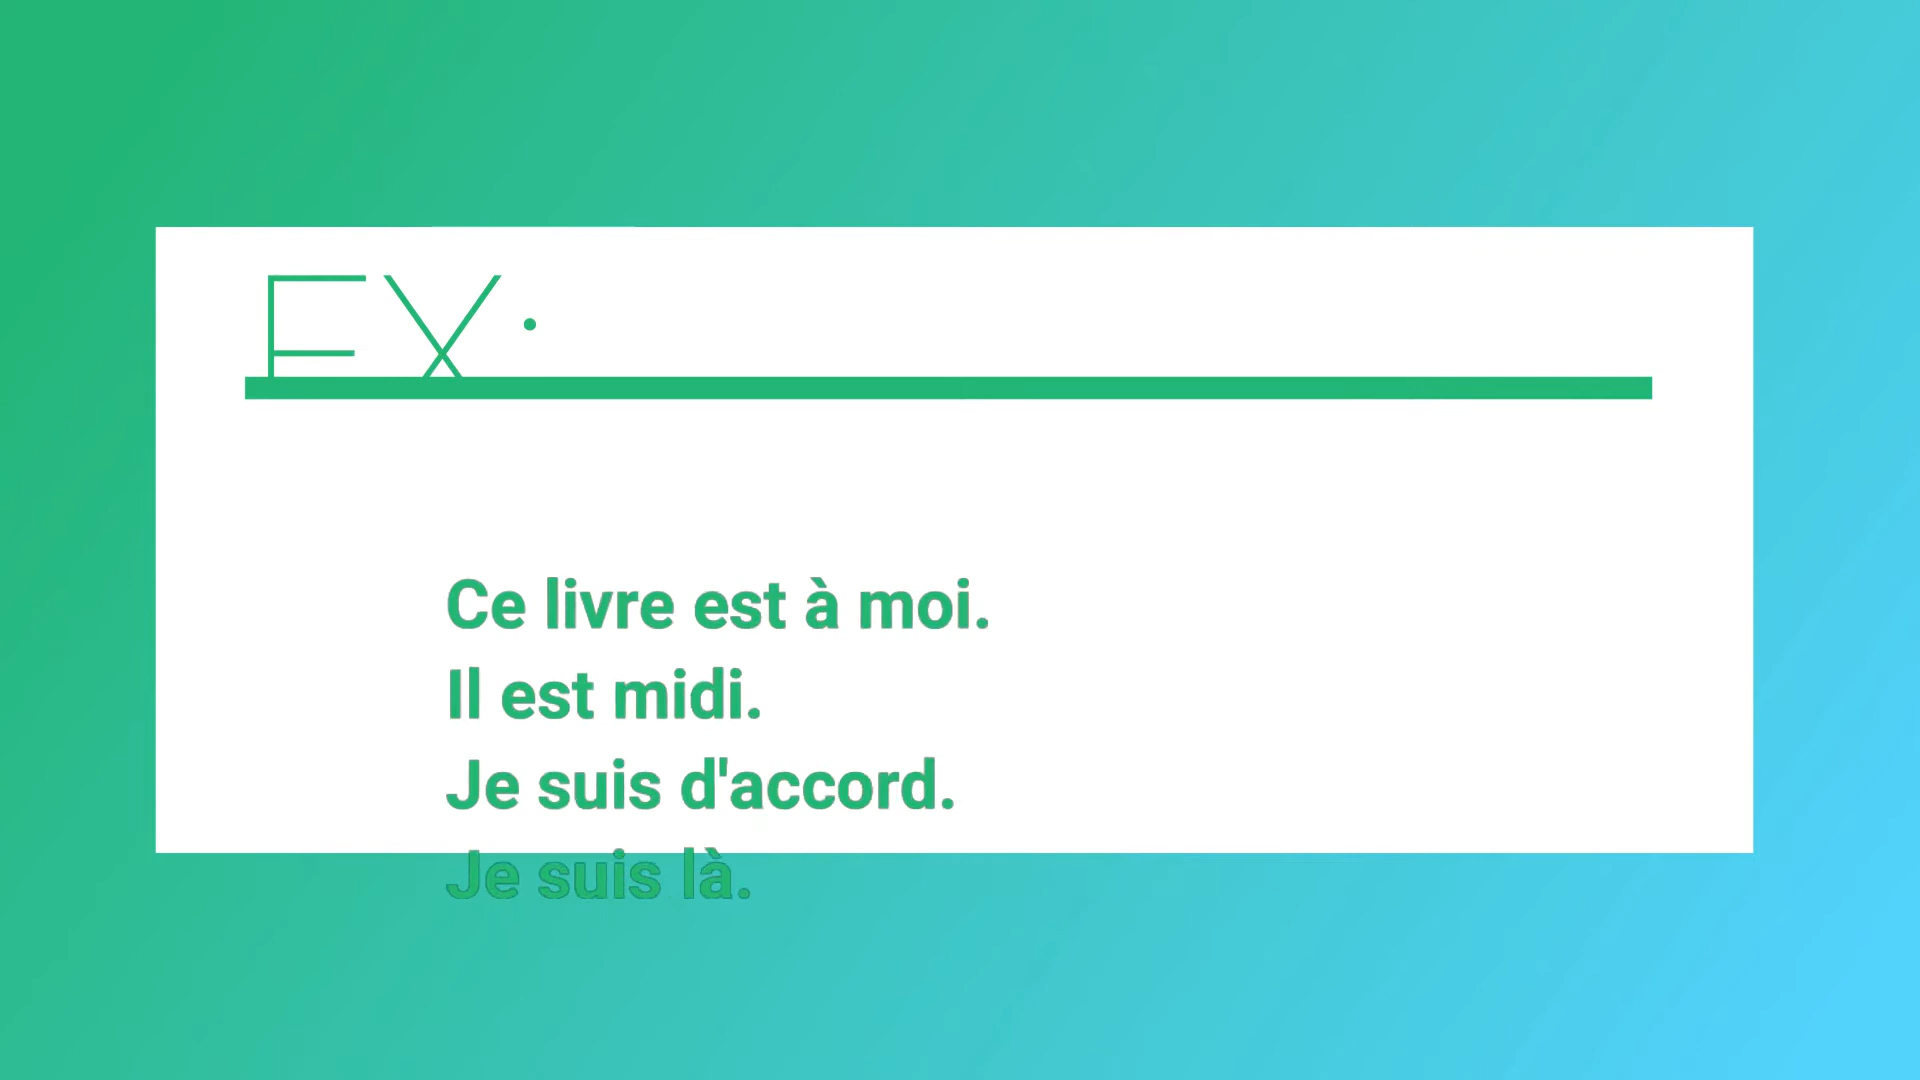 EX:
Ce livre est à moi.
Il est midi.
Je suis d'accord.
Je suis là.